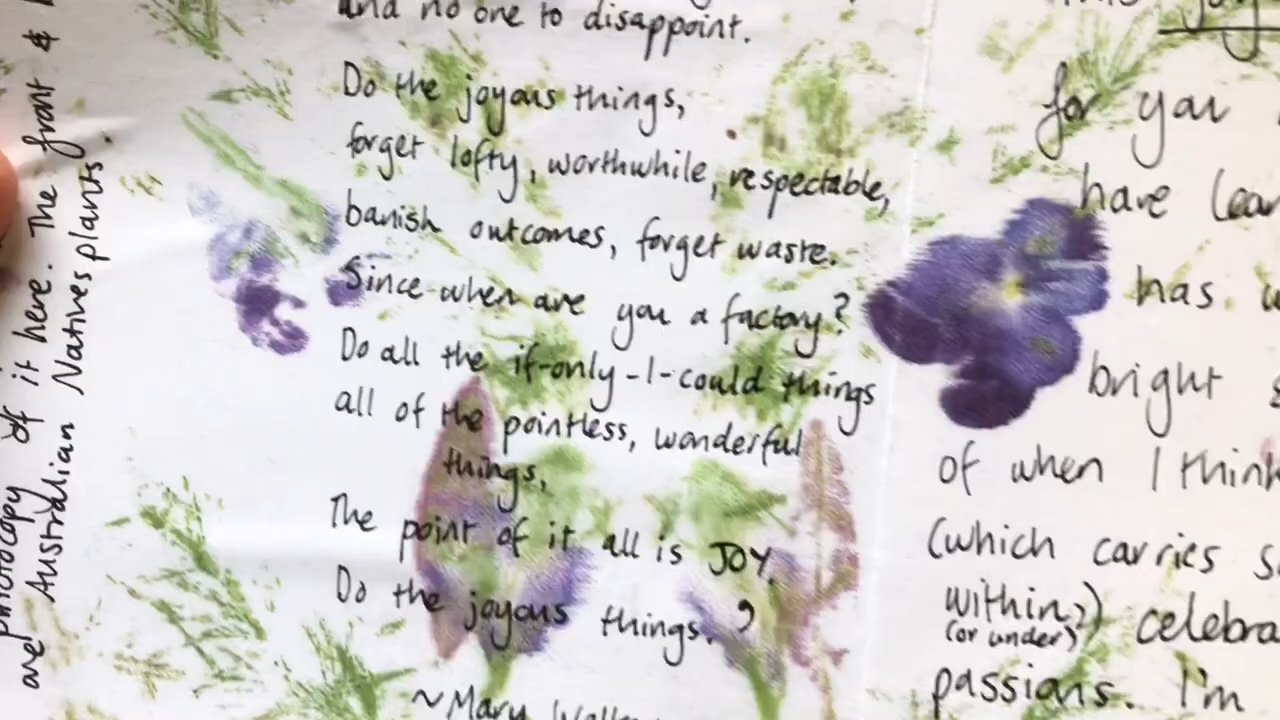 and no one to disappoint.
Do the joyous things,
forget lofty, worthwhile, respectable,
banish outcomes, forget waste.
Since when are you a factory?
Do all the if-only-I-could things
all of the pointless, wonderful
things,
The point of it all is JOY.
Do the joyous things.'
~Mary
for you
have
has
bright
of when I think
(which carries
within,)
(or under)
passions. I'm
photocopy of it here. The front &
are Australian Natives plants.